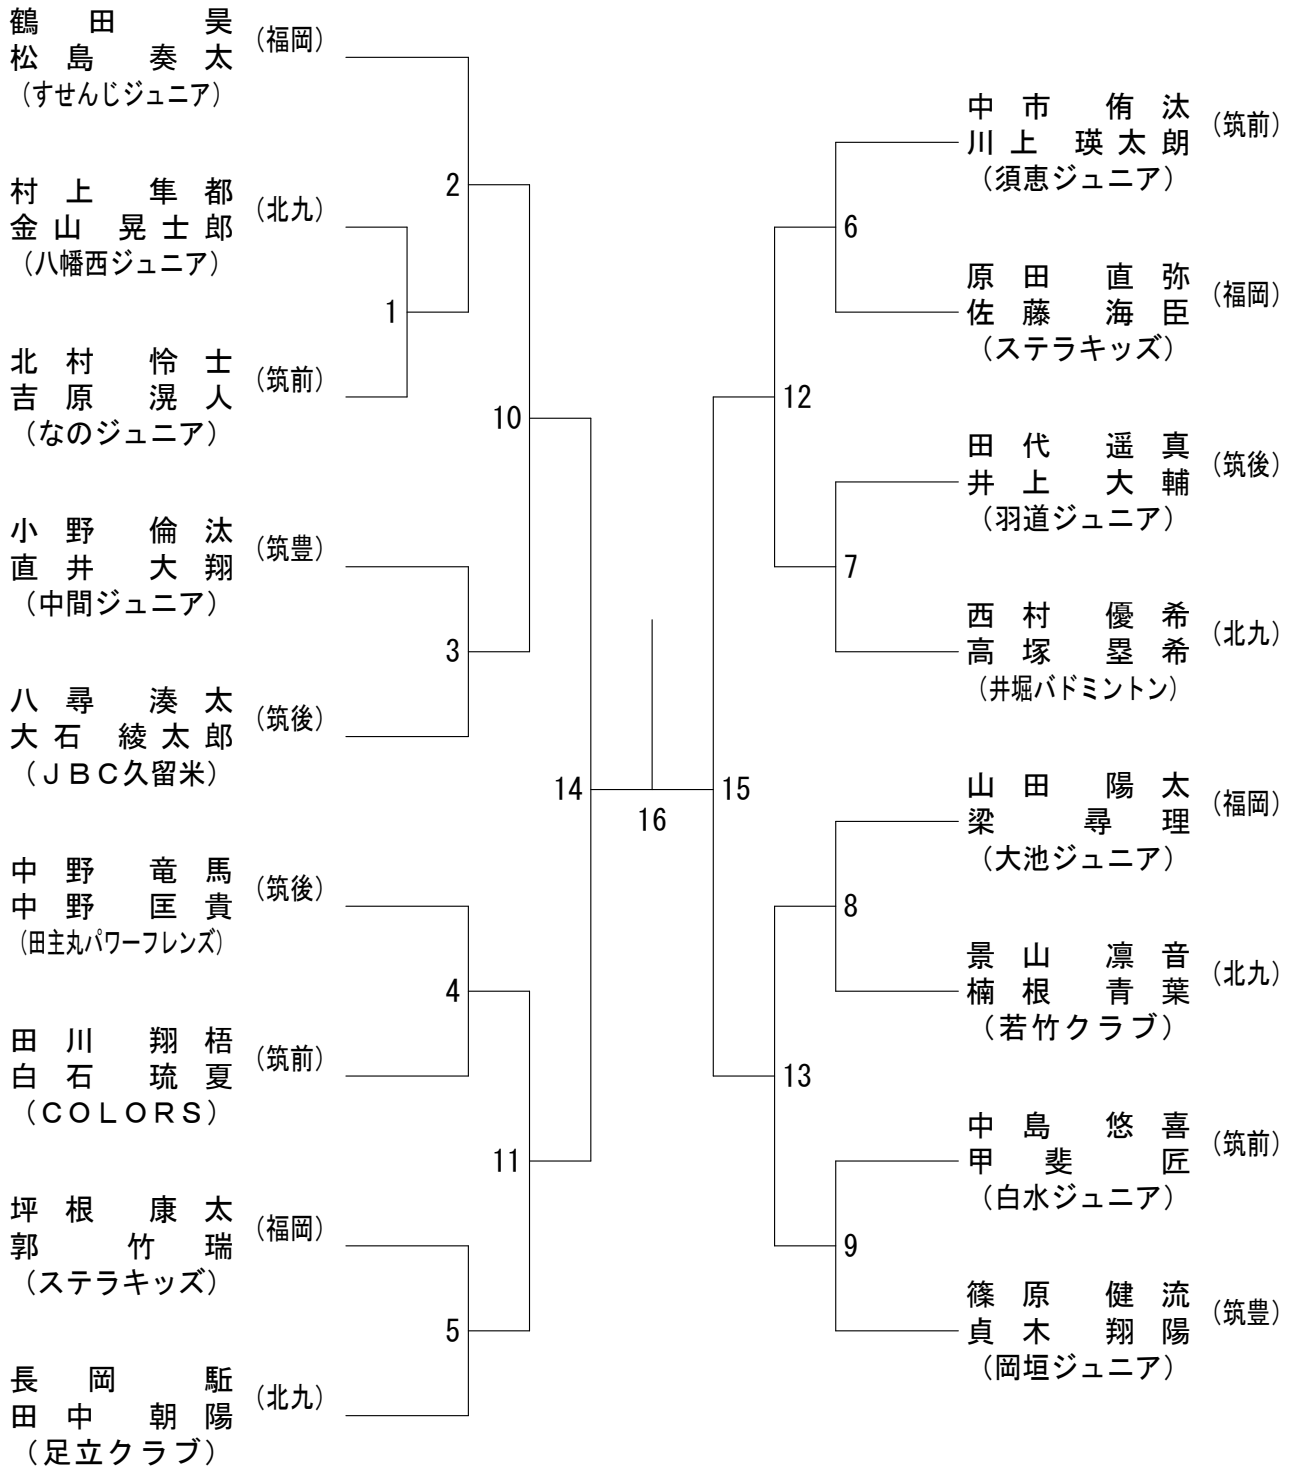 鶴田　昊
松島　奏太
(福岡)
(すせんじジュニア)
村上　隼都
金山　晃士郎
(北九)
(八幡西ジュニア)
北村　怜士
吉原　滉人
(筑前)
(なのジュニア)
小野　倫汰
直井　大翔
(筑豊)
(中間ジュニア)
八尋　湊太
大石　綾太郎
(筑後)
(ＪＢＣ久留米)
中野　竜馬
中野　匡貴
(筑後)
(田主丸パワーフレンズ)
田川　翔梧
白石　琉夏
(筑前)
(ＣＯＬＯＲＳ)
坪根　康太
郭　竹瑞
(福岡)
(ステラキッズ)
長岡　駈
田中　朝陽
(北九)
(足立クラブ)
2
1
10
3
14
4
11
5
16
15
12
6
7
8
13
9
中市　侑汰
川上　瑛太朗
(筑前)
(須恵ジュニア)
原田　直弥
佐藤　海臣
(福岡)
(ステラキッズ)
田代　遥真
井上　大輔
(筑後)
(羽道ジュニア)
西村　優希
高塚　塁希
(北九)
(井堀バドミントン)
山田　陽太
梁　尋理
(福岡)
(大池ジュニア)
景山　凛音
楠根　青葉
(北九)
(若竹クラブ)
中島　悠喜
甲斐　匠
(筑前)
(白水ジュニア)
篠原　健流
貞木　翔陽
(筑豊)
(岡垣ジュニア)